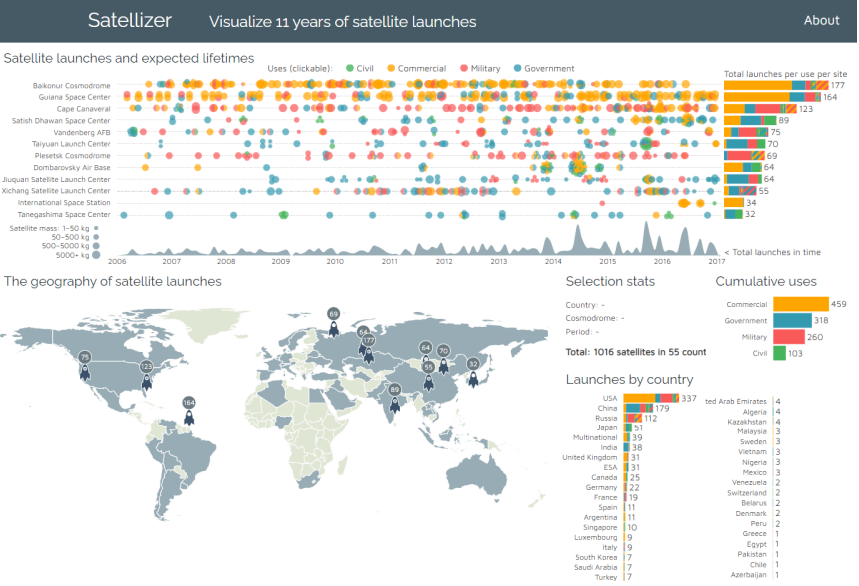 Satellizer
Visualize 11 years of satellite launches
About
Satellite launches and expected lifetimes
Uses (clickable): Civil Commercial Military Government
Total launches per use per site
Baikonur Cosmodrome 177
Guiana Space Center 164
Cape Canaveral 123
Satish Dhawan Space Center 89
Vandenberg AFB 75
Taiyuan Launch Center 70
Plesetsk Cosmodrome 69
Dombarovsky Air Base 64
Jiuquan Satellite Launch Center 64
Xichang Satellite Launch Center 55
International Space Station 34
Tanegashima Space Center 32
Satellite mass: 1-50 kg
50-500 kg
500-5000 kg
5000+ kg
2006 2007 2008 2009 2010 2011 2012 2013 2014 2015 2016 2017
< Total launches in time
The geography of satellite launches
69
64
177
75
123
164
64
70
55
32
89
Selection stats
Country: -
Cosmodrome: -
Period: -
Total: 1016 satellites in 55 count
Cumulative uses
Commercial 459
Government 318
Military 260
Civil 103
Launches by country
USA 337
China 179
Russia 112
Japan 51
Multinational 39
India 38
United Kingdom 31
ESA 31
Canada 25
Germany 22
France 19
Spain 11
Argentina 11
Singapore 10
Luxembourg 9
Italy 9
South Korea 7
Saudi Arabia 7
Turkey 7
ted Arab Emirates 4
Algeria 4
Kazakhstan 4
Malaysia 3
Sweden 3
Vietnam 3
Nigeria 3
Mexico 3
Venezuela 2
Switzerland 2
Belarus 2
Denmark 2
Peru 2
Greece 1
Egypt 1
Pakistan 1
Chile 1
Azerbaijan 1